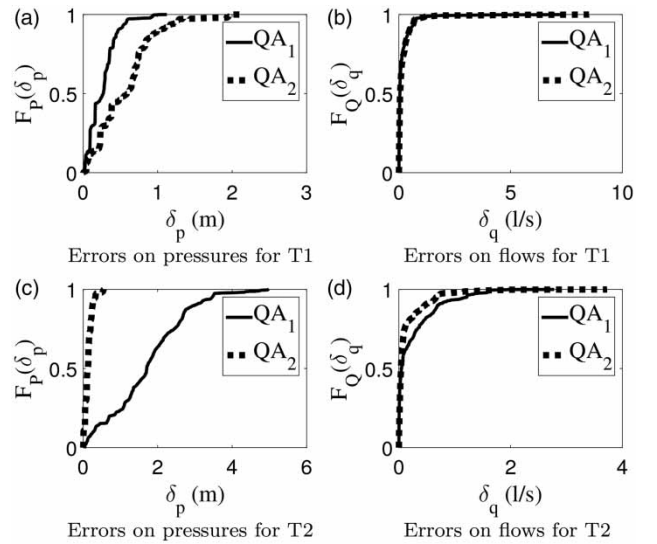 (a)
1
0.5
0
F_P(δ_p)
QA_1
QA_2
0 1 2 3
δ_p (m)
Errors on pressures for T1
(b)
1
0.5
0
F_Q(δ_q)
QA_1
QA_2
0 5 10
δ_q (l/s)
Errors on flows for T1
(c)
1
0.5
0
F_P(δ_p)
QA_1
QA_2
0 2 4 6
δ_p (m)
Errors on pressures for T2
(d)
1
0.5
0
F_Q(δ_q)
QA_1
QA_2
0 2 4
δ_q (l/s)
Errors on flows for T2